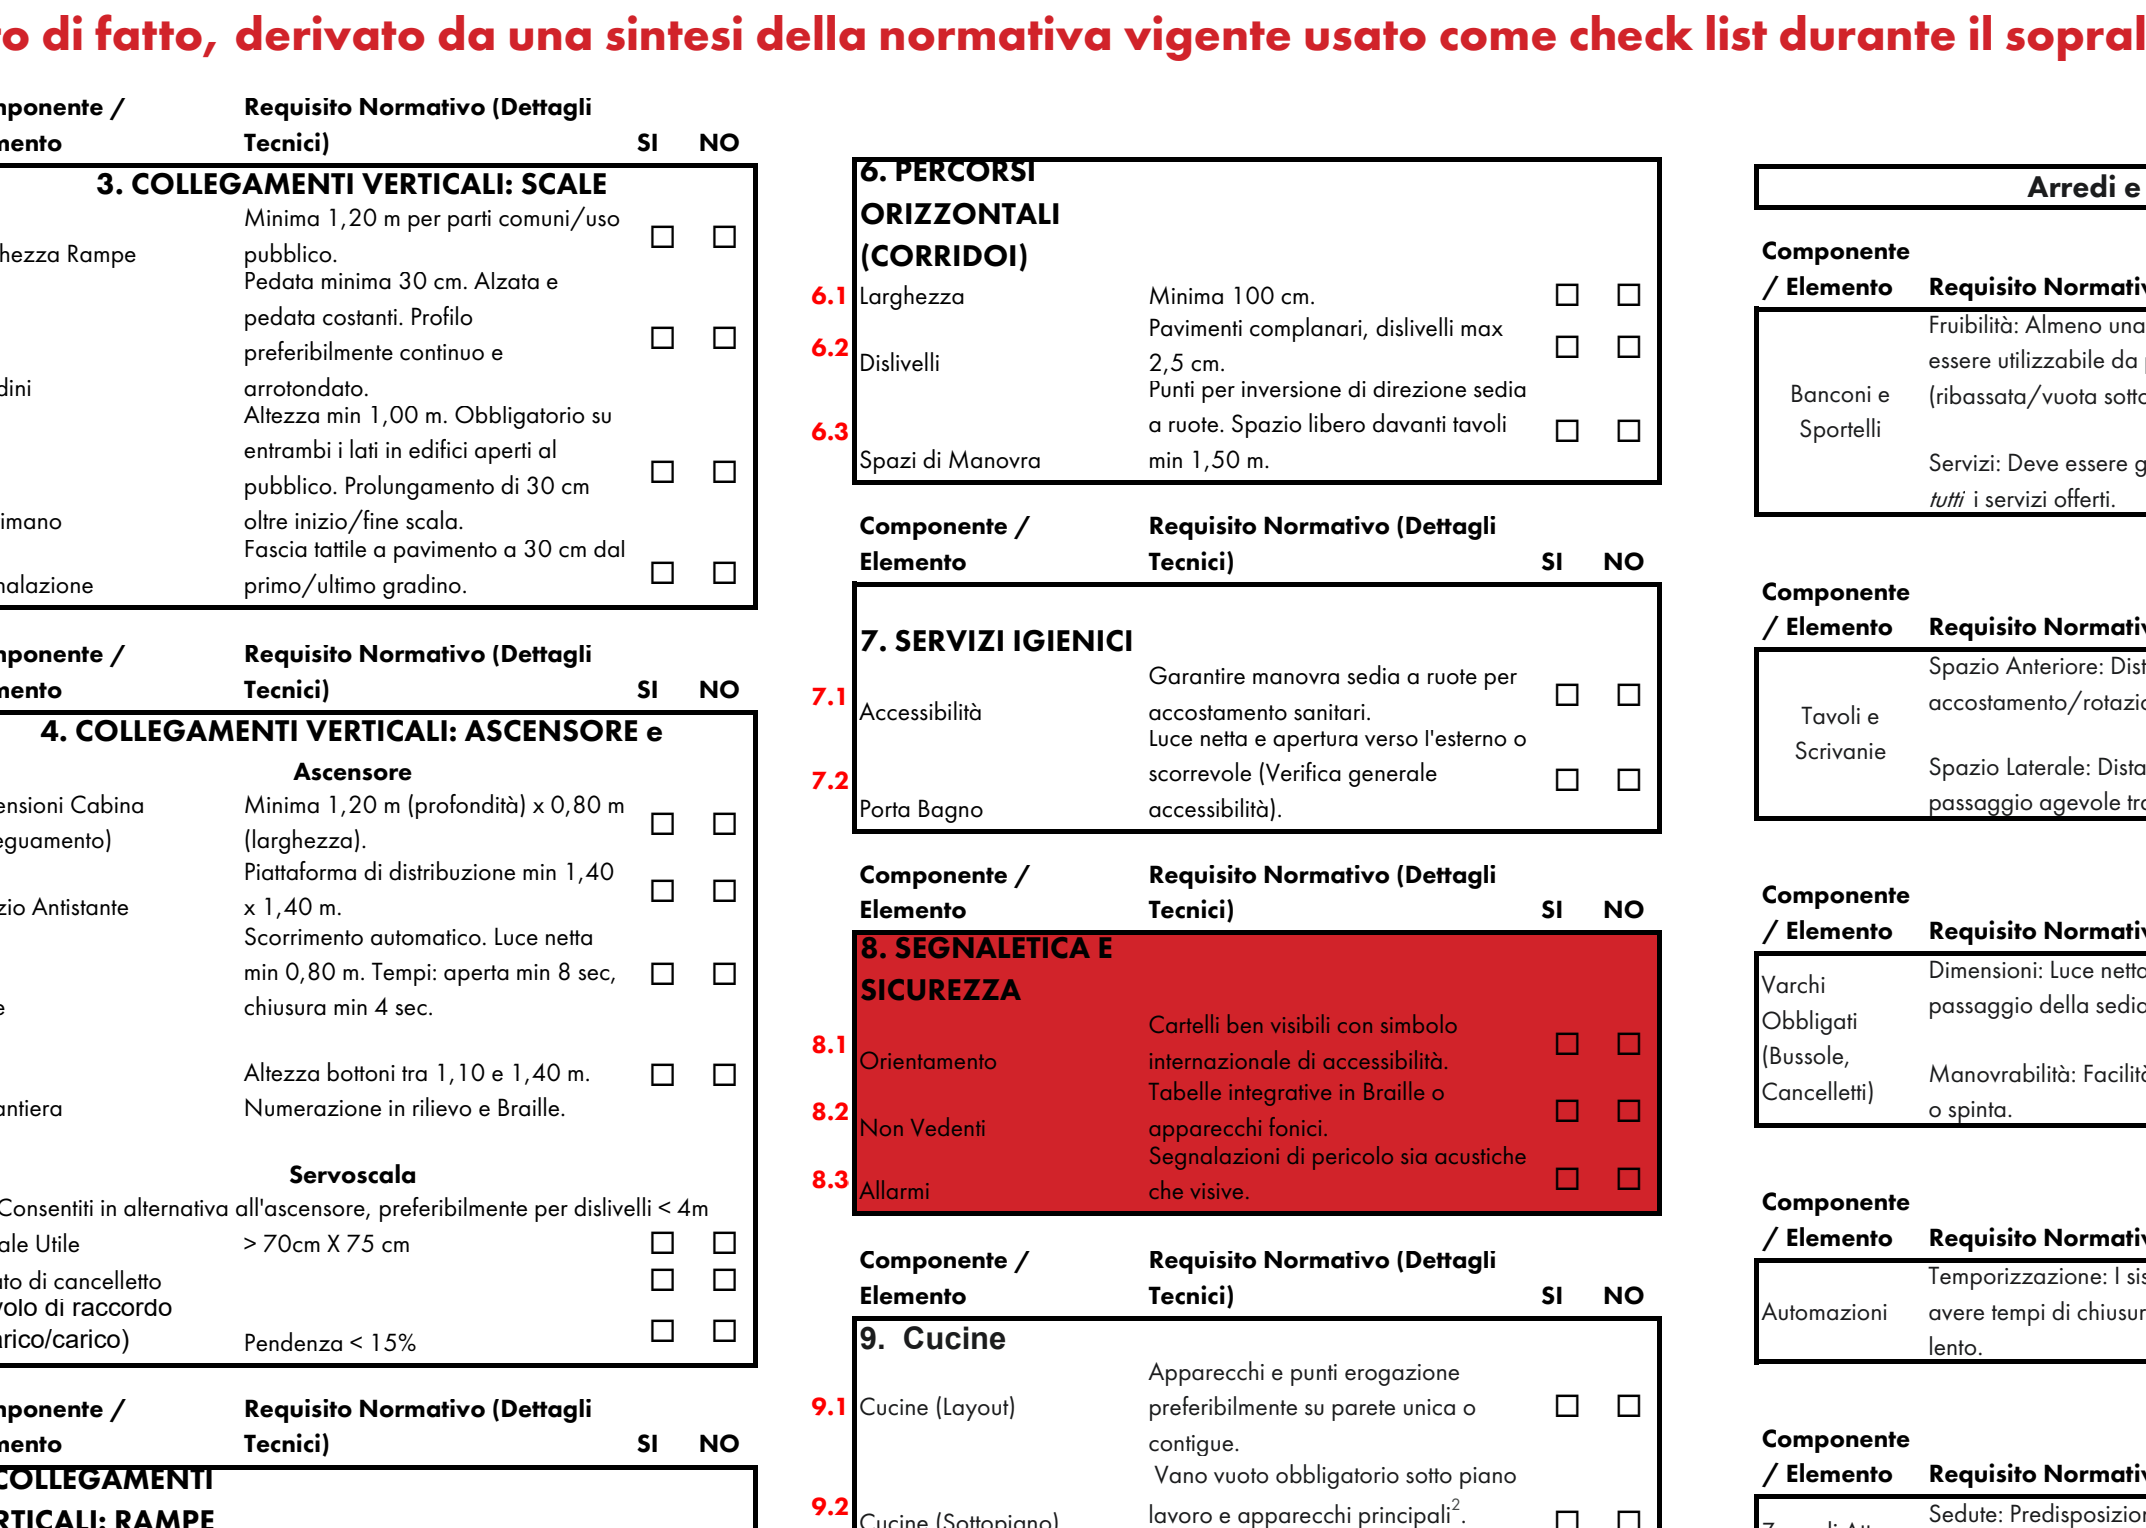 o di fatto, derivato da una sintesi della normativa vigente usato come check list durante il sopral
mponente /
mento
Requisito Normativo (Dettagli
Tecnici)
SI NO
3. COLLEGAMENTI VERTICALI: SCALE
hezza Rampe
Minima 1,20 m per parti comuni/uso
pubblico.
dini
Pedata minima 30 cm. Alzata e
pedata costanti. Profilo
preferibilmente continuo e
arrotondato.
imano
Altezza min 1,00 m. Obbligatorio su
entrambi i lati in edifici aperti al
pubblico. Prolungamento di 30 cm
oltre inizio/fine scala.
nalazione
Fascia tattile a pavimento a 30 cm dal
primo/ultimo gradino.
mponente /
mento
Requisito Normativo (Dettagli
Tecnici)
SI NO
4. COLLEGAMENTI VERTICALI: ASCENSORE e
Ascensore
ensioni Cabina
eguamento)
Minima 1,20 m (profondità) x 0,80 m
(larghezza).
zio Antistante
Piattaforma di distribuzione min 1,40
x 1,40 m.
e
Scorrimento automatico. Luce netta
min 0,80 m. Tempi: aperta min 8 sec,
chiusura min 4 sec.
antiera
Altezza bottoni tra 1,10 e 1,40 m.
Numerazione in rilievo e Braille.
Servoscala
Consentiti in alternativa all'ascensore, preferibilmente per dislivelli < 4m
ale Utile
> 70cm X 75 cm
to di cancelletto
volo di raccordo
arico/carico)
Pendenza < 15%
mponente /
mento
Requisito Normativo (Dettagli
Tecnici)
SI NO
COLLEGAMENTI
RTICALI: RAMPE
6. PERCORSI
ORIZZONTALI
(CORRIDOI)
6.1 Larghezza
Minima 100 cm.
6.2 Dislivelli
Pavimenti complanari, dislivelli max
2,5 cm.
6.3 Spazi di Manovra
Punti per inversione di direzione sedia
a ruote. Spazio libero davanti tavoli
min 1,50 m.
Componente /
Elemento
Requisito Normativo (Dettagli
Tecnici)
SI NO
7. SERVIZI IGIENICI
7.1 Accessibilità
Garantire manovra sedia a ruote per
accostamento sanitari.
7.2 Porta Bagno
Luce netta e apertura verso l'esterno o
scorrevole (Verifica generale
accessibilità).
Componente /
Elemento
Requisito Normativo (Dettagli
Tecnici)
SI NO
8. SEGNALETICA E
SICUREZZA
8.1 Orientamento
Cartelli ben visibili con simbolo
internazionale di accessibilità.
8.2 Non Vedenti
Tabelle integrative in Braille o
apparecchi fonici.
8.3 Allarmi
Segnalazioni di pericolo sia acustiche
che visive.
Componente /
Elemento
Requisito Normativo (Dettagli
Tecnici)
SI NO
9. Cucine
9.1 Cucine (Layout)
Apparecchi e punti erogazione
preferibilmente su parete unica o
contigue.
9.2 Cucine (Sottopiano)
Vano vuoto obbligatorio sotto piano
lavoro e apparecchi principali².
Arredi e
Componente
/ Elemento
Requisito Normativ
Banconi e
Sportelli
Fruibilità: Almeno una
essere utilizzabile da p
(ribassata/vuota sotto
Servizi: Deve essere g
tutti i servizi offerti.
Componente
/ Elemento
Requisito Normativ
Tavoli e
Scrivanie
Spazio Anteriore: Dist
accostamento/rotazio
Spazio Laterale: Dista
passaggio agevole tra
Componente
/ Elemento
Requisito Normativ
Varchi
Obbligati
(Bussole,
Cancelletti)
Dimensioni: Luce netta
passaggio della sedia
Manovrabilità: Facilità
o spinta.
Componente
/ Elemento
Requisito Normativ
Automazioni
Temporizzazione: I sis
avere tempi di chiusur
lento.
Componente
/ Elemento
Requisito Normativ
Sedute: Predisposizion